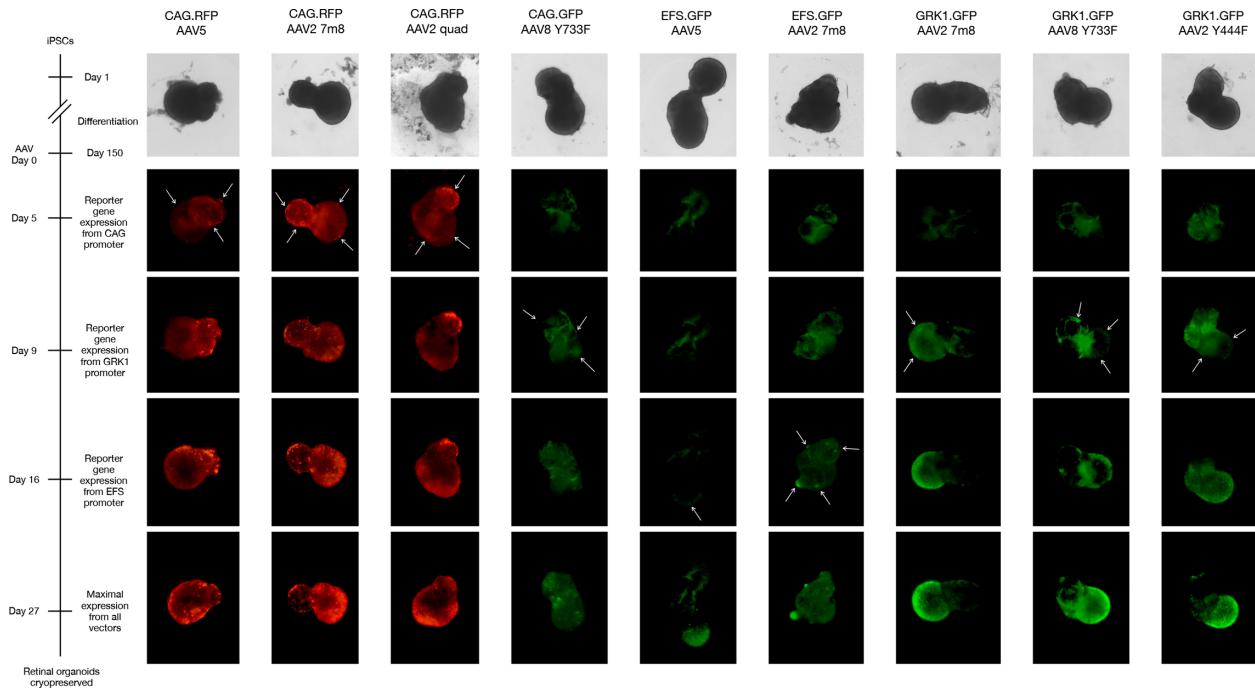 CAG.RFP
AAV5
CAG.RFP
AAV2 7m8
CAG.RFP
AAV2 quad
CAG.GFP
AAV8 Y733F
EFS.GFP
AAV5
EFS.GFP
AAV2 7m8
GRK1.GFP
AAV2 7m8
GRK1.GFP
AAV8 Y733F
GRK1.GFP
AAV2 Y444F
iPSCs
Day 1
Differentiation
AAV
Day 0
Day 150
Day 5
Reporter
gene
expression
from CAG
promoter
Day 9
Reporter
gene
expression
from GRK1
promoter
Day 16
Reporter
gene
expression
from EFS
promoter
Day 27
Maximal
expression
from all
vectors
Retinal organoids
cryopreserved